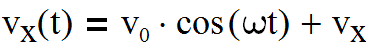 vₓ(t) = v₀ · cos(ωt) + vₓ